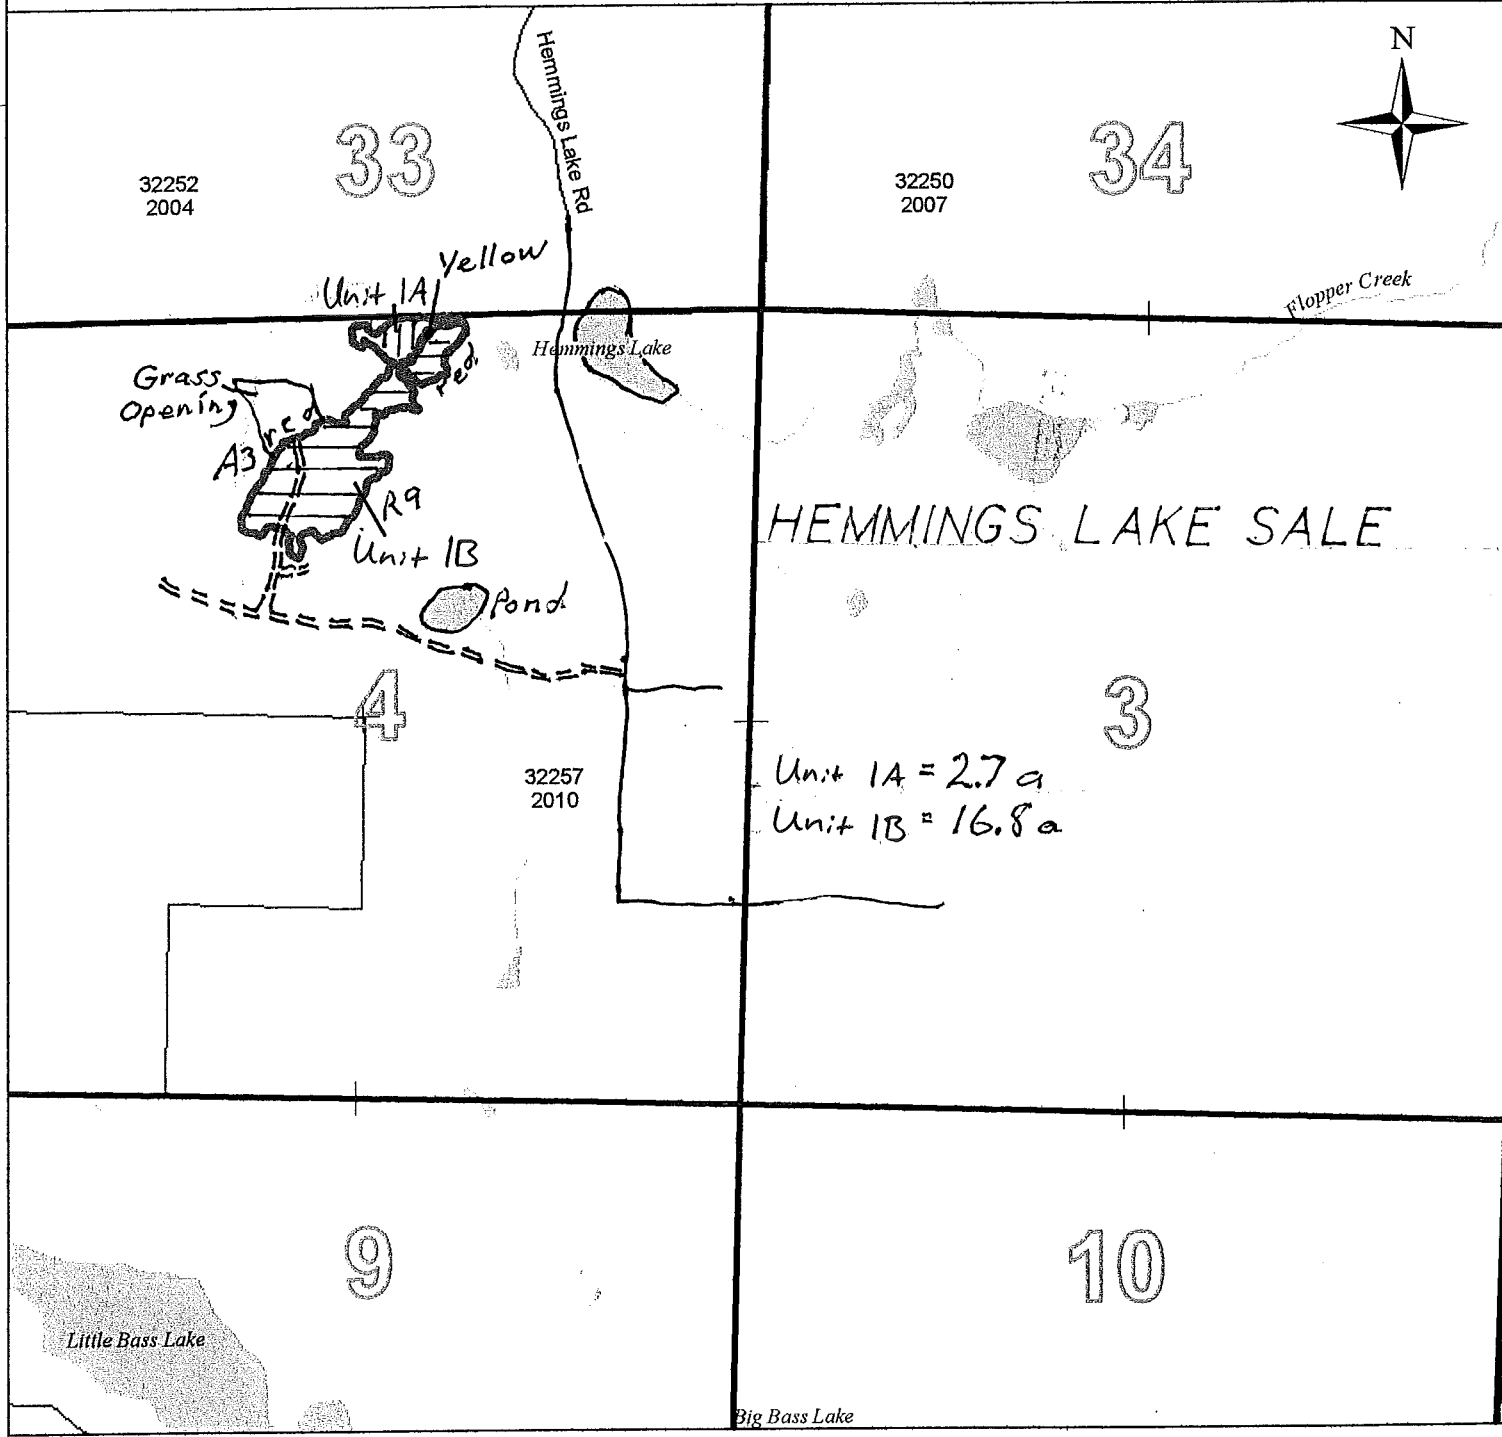 N
Hemmings Lake Rd
33
34
32252
2004
32250
2007
Yellow
Unit 1A
Flopper Creek
Hemmings Lake
red
Grass
Opening
red
A3
R9
Unit 1B
HEMMINGS LAKE SALE
Pond
4
3
32257
2010
Unit 1A = 2.7 a
Unit 1B = 16.8 a
9
10
Little Bass Lake
Big Bass Lake